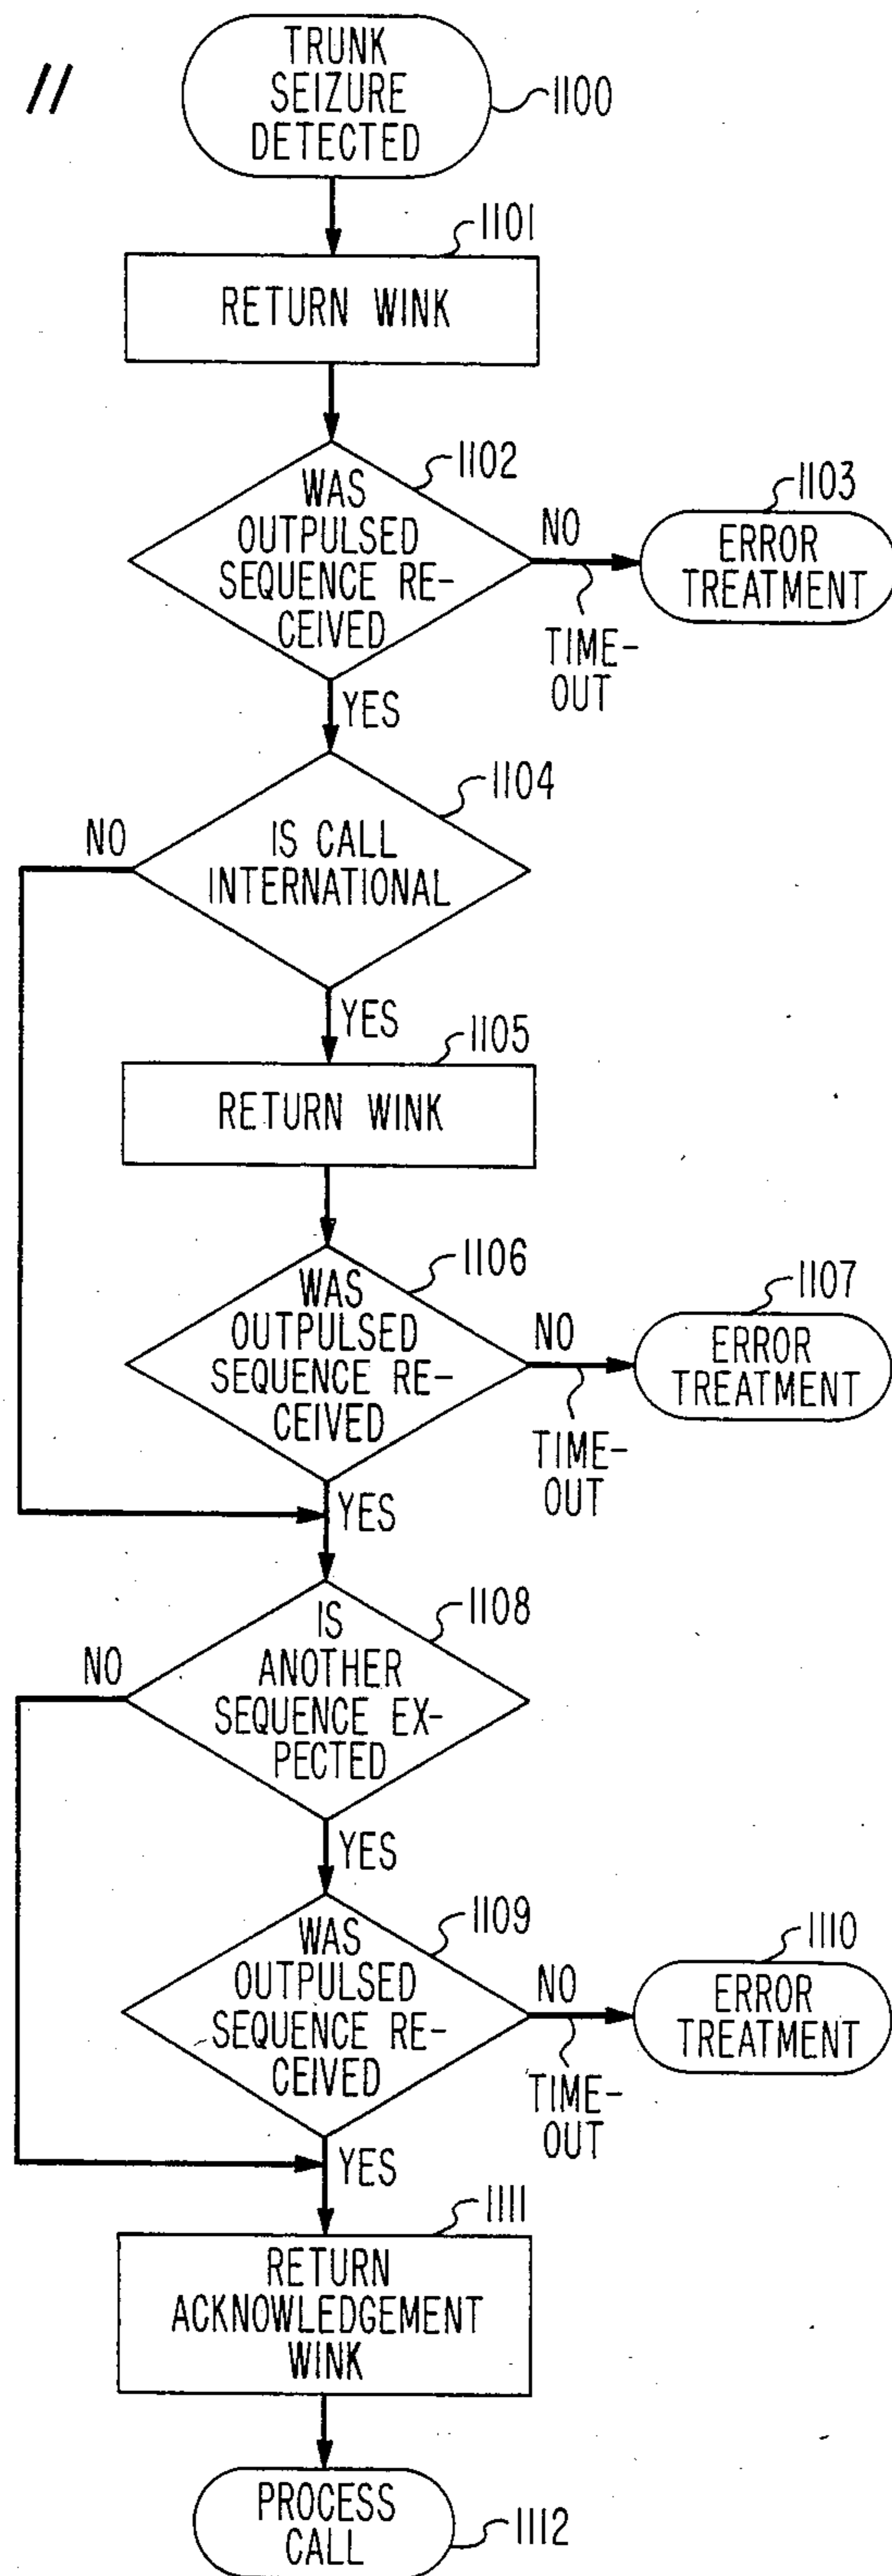 11
TRUNK
SEIZURE
DETECTED
1100
1101
RETURN WINK
1102
WAS
OUTPULSED
SEQUENCE RE-
CEIVED
NO
TIME-
OUT
1103
ERROR
TREATMENT
YES
1104
IS CALL
INTERNATIONAL
NO
YES
1105
RETURN WINK
1106
WAS
OUTPULSED
SEQUENCE RE-
CEIVED
NO
TIME-
OUT
1107
ERROR
TREATMENT
YES
1108
IS
ANOTHER
SEQUENCE EX-
PECTED
NO
YES
1109
WAS
OUTPULSED
SEQUENCE RE-
CEIVED
NO
TIME-
OUT
1110
ERROR
TREATMENT
YES
1111
RETURN
ACKNOWLEDGEMENT
WINK
PROCESS
CALL
1112